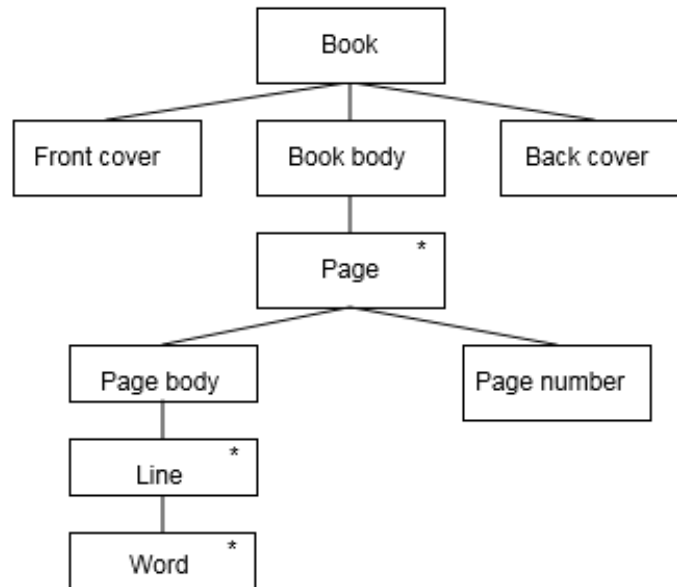 Book
Front cover
Book body
Back cover
*
Page
Page body
Page number
*
Line
*
Word